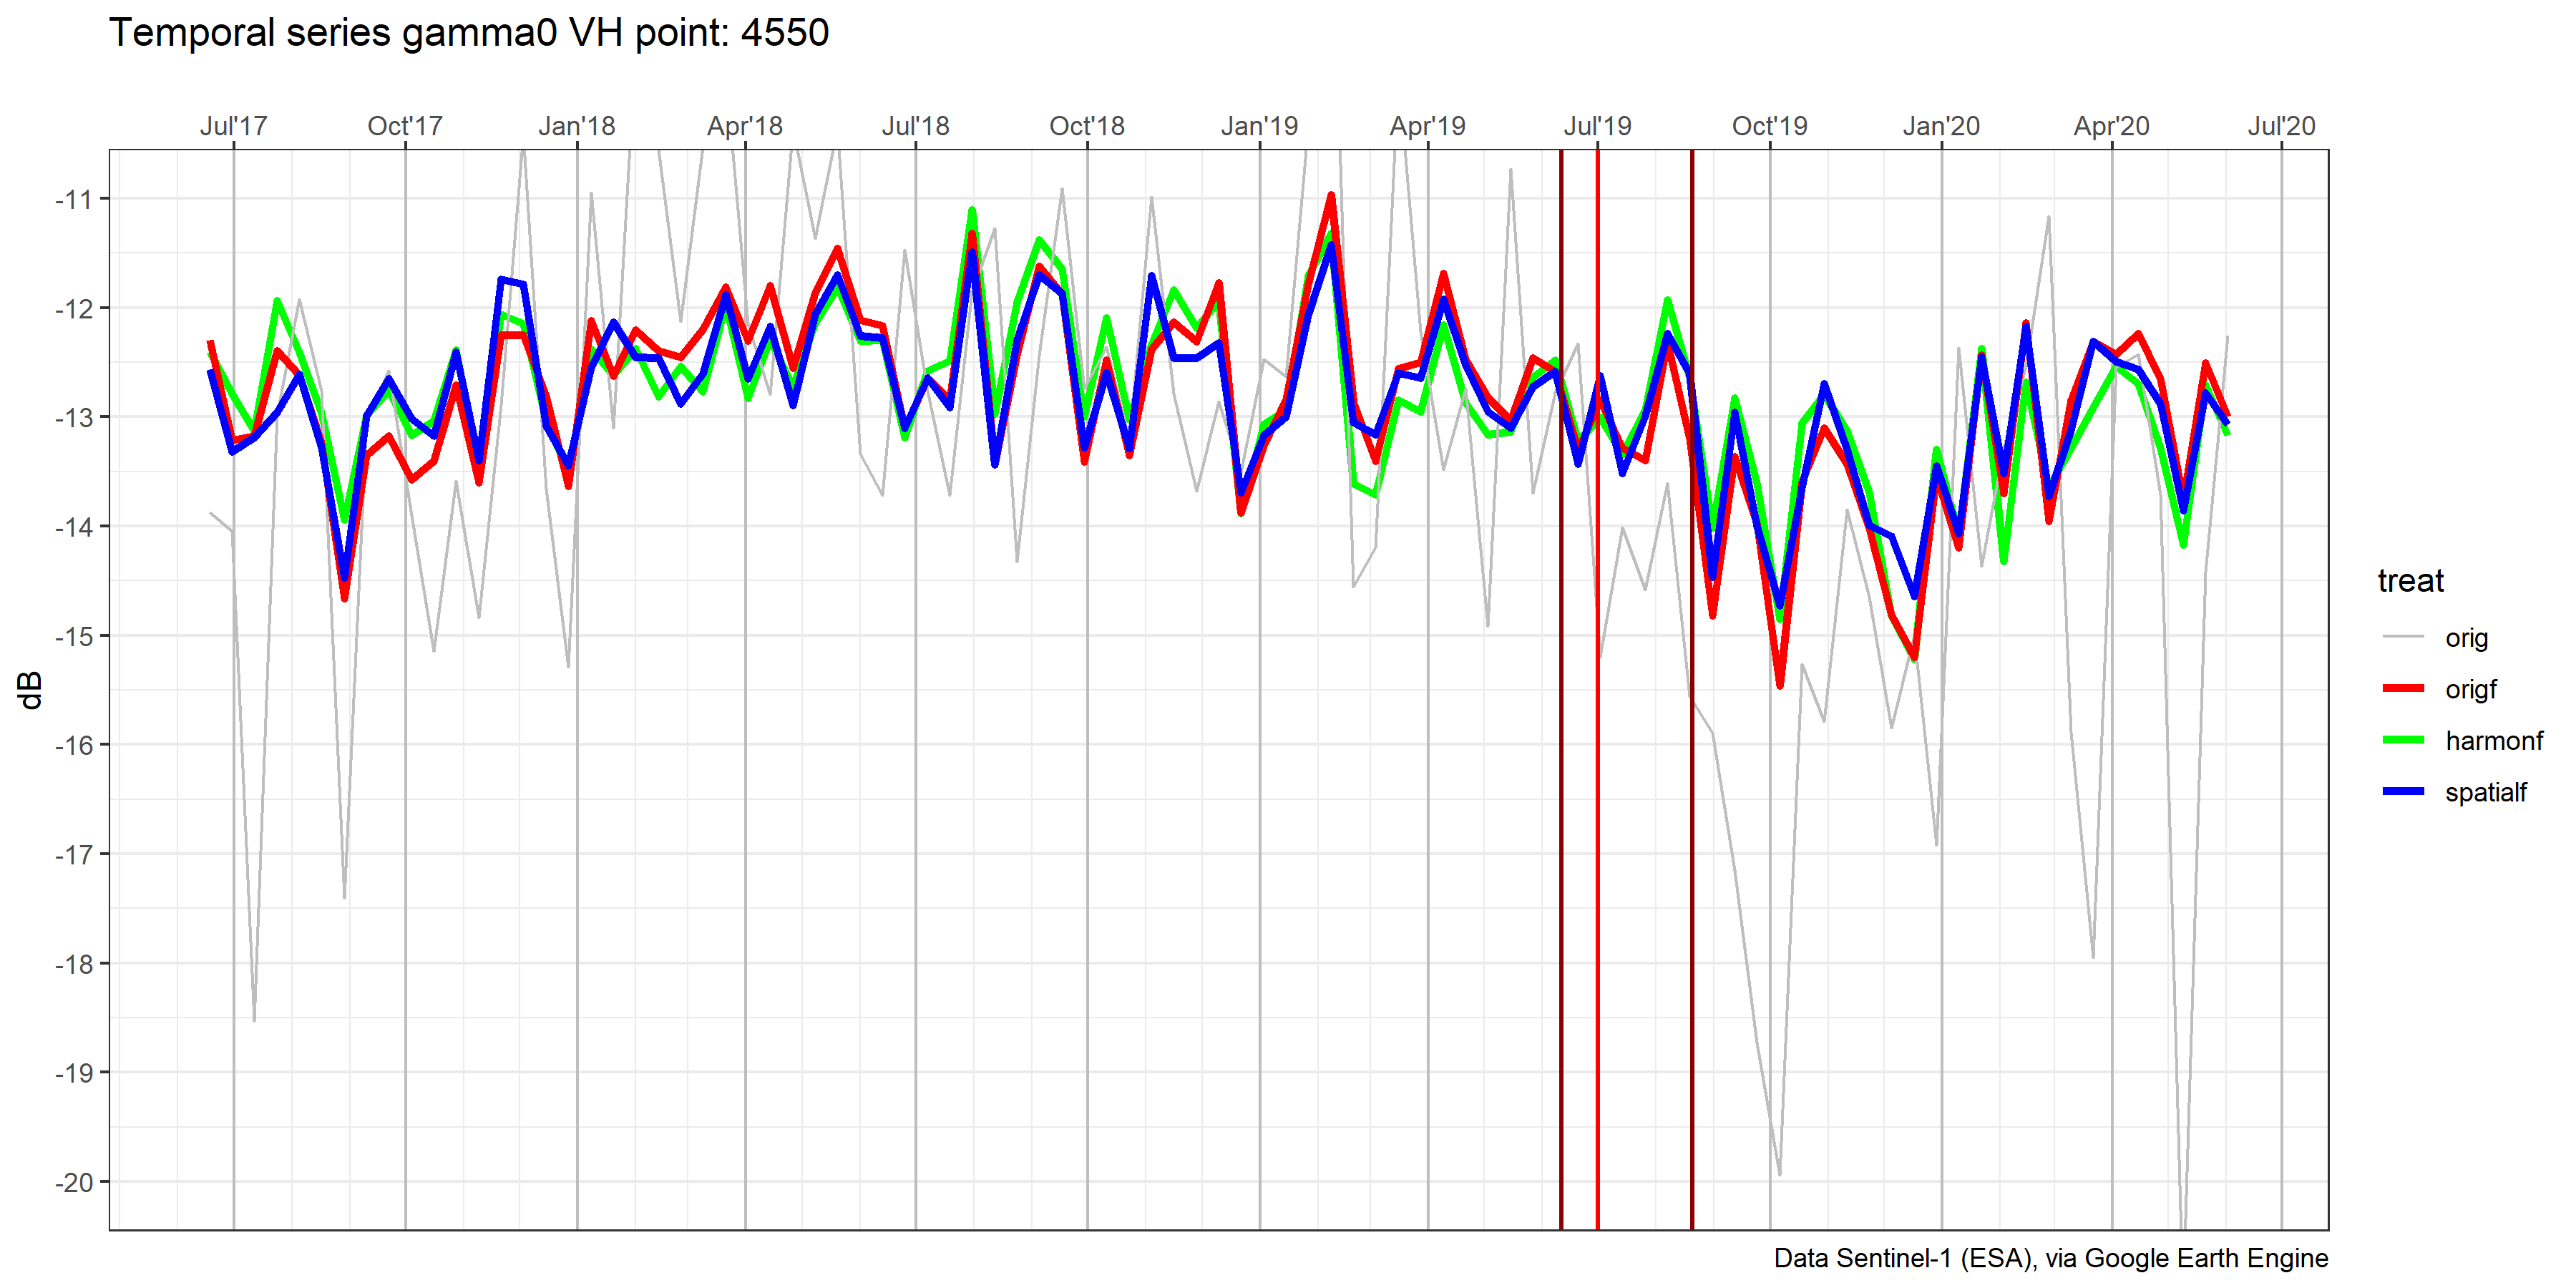 Temporal series gamma0 VH point: 4550
Jul'17 Oct'17 Jan'18 Apr'18 Jul'18 Oct'18 Jan'19 Apr'19 Jul'19 Oct'19 Jan'20 Apr'20 Jul'20
-11
-12
-13
-14
-15
-16
-17
-18
-19
-20
dB
treat
orig
origf
harmonf
spatialf
Data Sentinel-1 (ESA), via Google Earth Engine